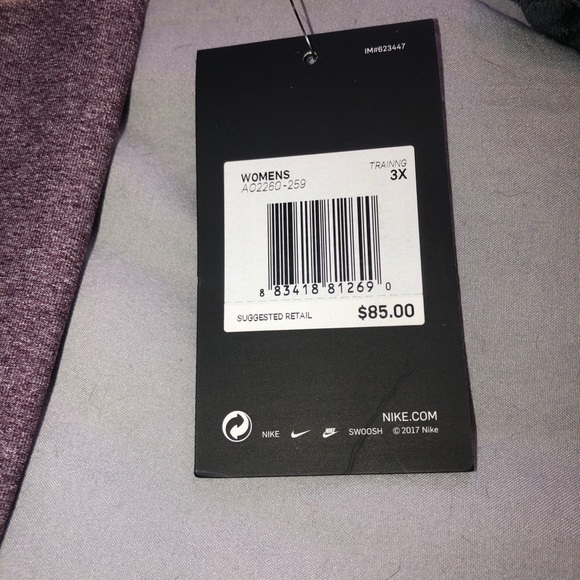 IM#623447
WOMENS TRAINNG
AO2260-259 3X
8 83418 81269 0
SUGGESTED RETAIL $85.00
NIKE.COM
NIKE SWOOSH © 2017 Nike